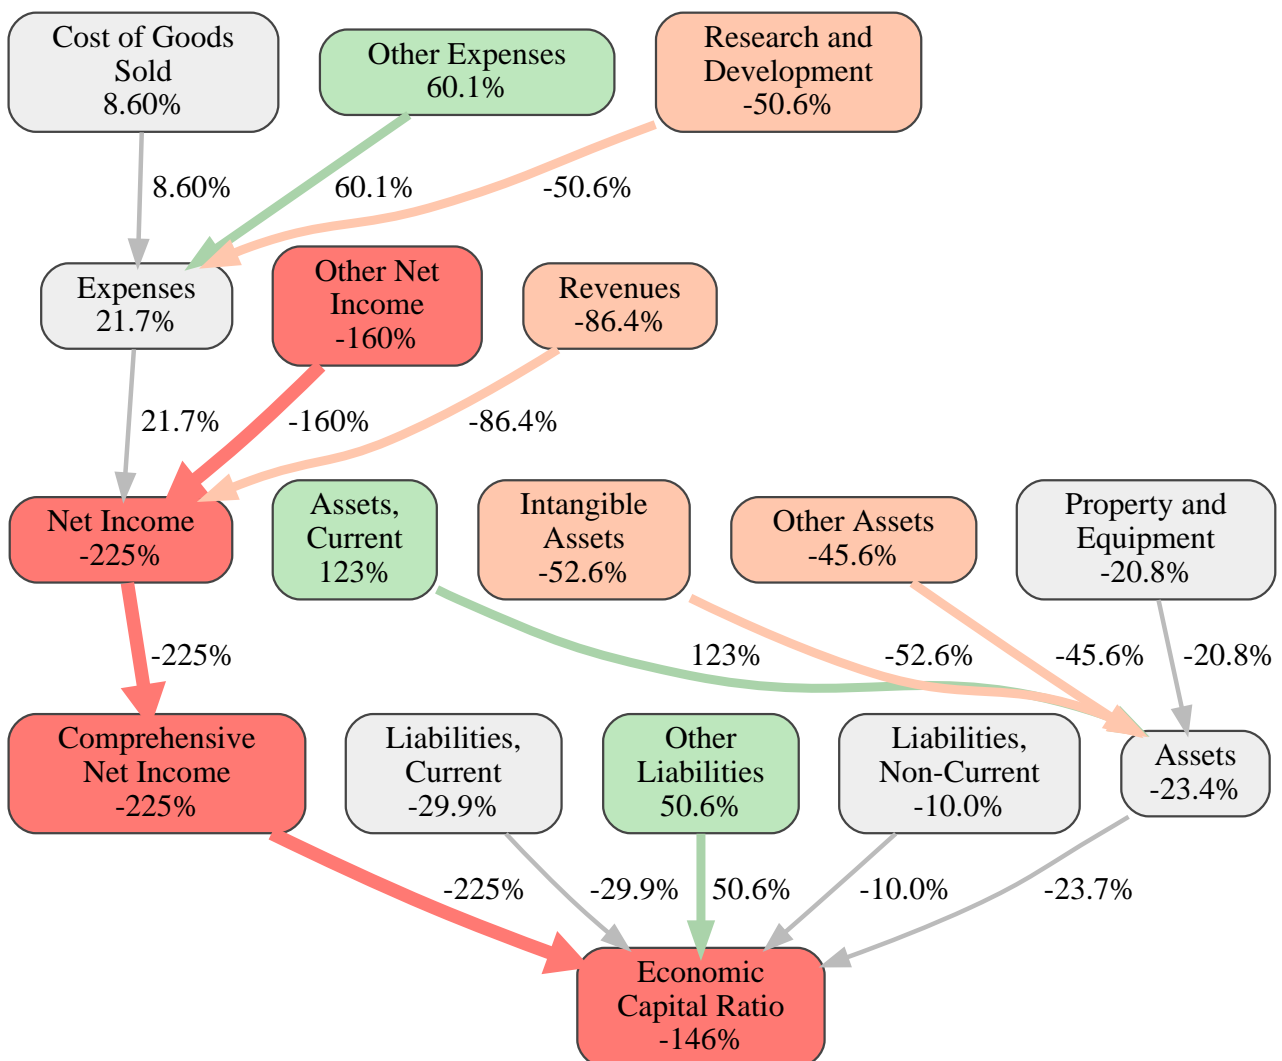 Cost of Goods
Sold
8.60%
Other Expenses
60.1%
Research and
Development
-50.6%
8.60%
60.1%
-50.6%
Expenses
21.7%
Other Net
Income
-160%
Revenues
-86.4%
21.7%
-160%
-86.4%
Net Income
-225%
Assets,
Current
123%
Intangible
Assets
-52.6%
Other Assets
-45.6%
Property and
Equipment
-20.8%
-225%
123%
-52.6%
-45.6%
-20.8%
Comprehensive
Net Income
-225%
Liabilities,
Current
-29.9%
Other
Liabilities
50.6%
Liabilities,
Non-Current
-10.0%
Assets
-23.4%
-225%
-29.9%
50.6%
-10.0%
-23.7%
Economic
Capital Ratio
-146%